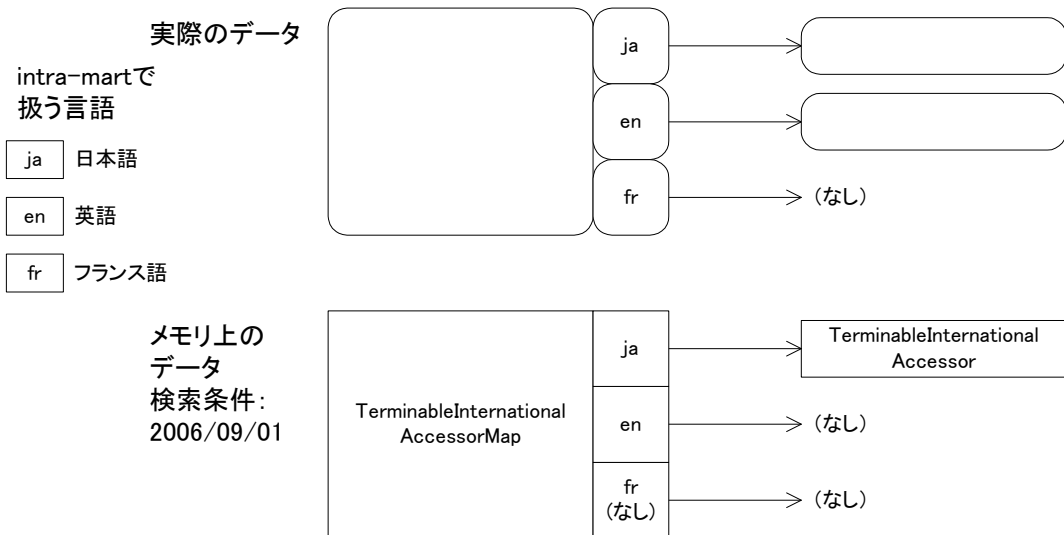 実際のデータ
intra-martで
扱う言語
ja 日本語
en 英語
fr フランス語
ja
en
fr (なし)
メモリ上の
データ
検索条件:
2006/09/01
TerminableInternational
AccessorMap
ja
TerminableInternational
Accessor
en (なし)
fr
(なし) (なし)